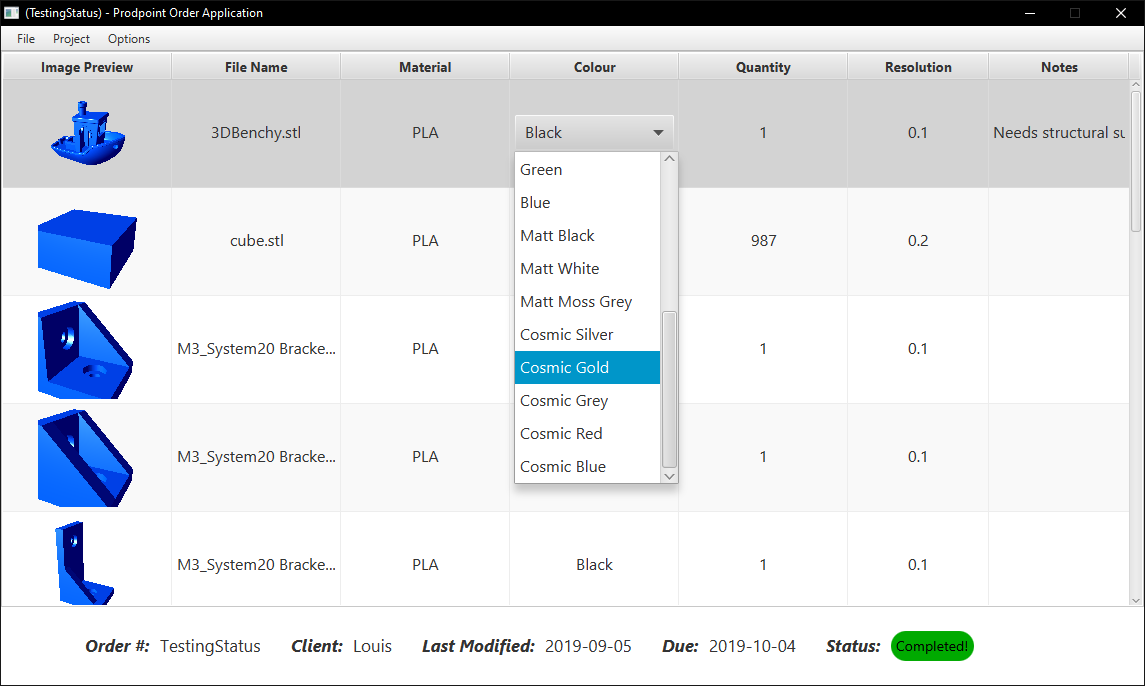 (TestingStatus) - Prodpoint Order Application
File Project Options
Image Preview File Name Material Colour Quantity Resolution Notes
3DBenchy.stl PLA Black 1 0.1 Needs structural su
Green
Blue
Matt Black
Matt White
Matt Moss Grey
Cosmic Silver
Cosmic Gold
Cosmic Grey
Cosmic Red
Cosmic Blue
cube.stl PLA 987 0.2
M3_System20 Bracke... PLA 1 0.1
M3_System20 Bracke... PLA 1 0.1
M3_System20 Bracke... PLA Black 1 0.1
Order #: TestingStatus Client: Louis Last Modified: 2019-09-05 Due: 2019-10-04 Status: Completed!